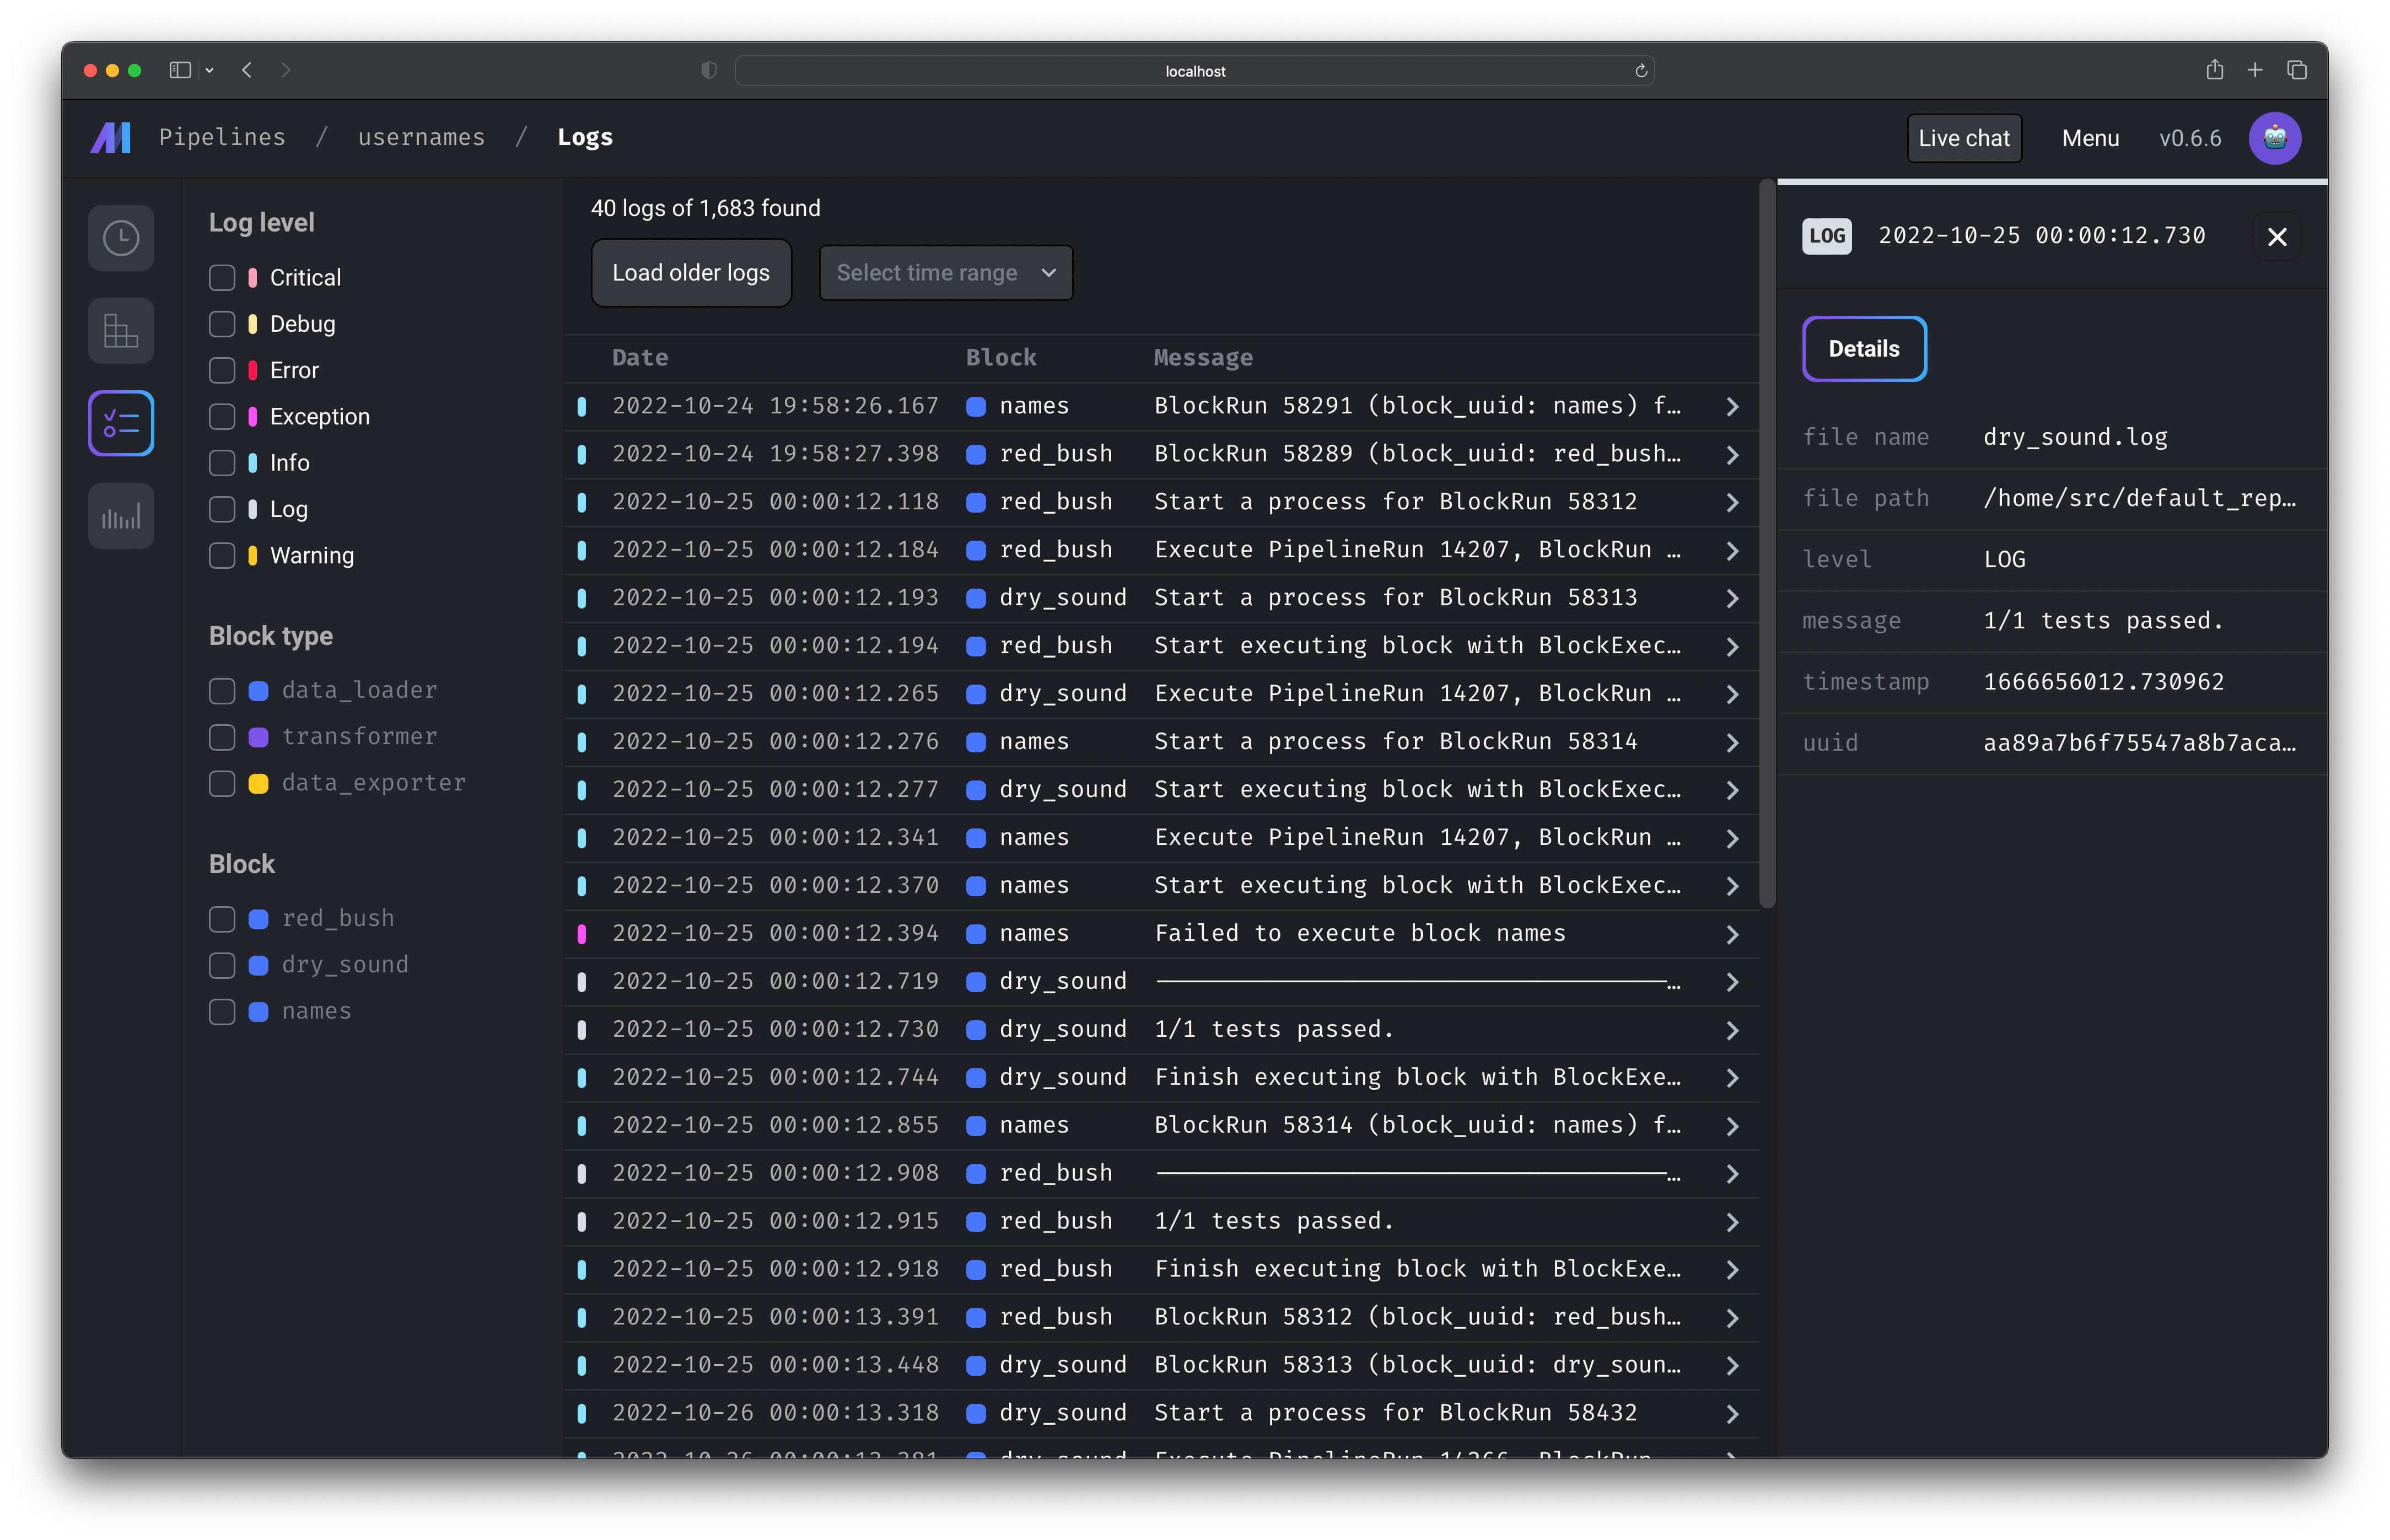 localhost
Pipelines / usernames / Logs
Live chat
Menu
v0.6.6
Log level
Critical
Debug
Error
Exception
Info
Log
Warning
Block type
data_loader
transformer
data_exporter
Block
red_bush
dry_sound
names
40 logs of 1,683 found
Load older logs
Select time range
Date Block Message
2022-10-24 19:58:26.167 names BlockRun 58291 (block_uuid: names) f…
2022-10-24 19:58:27.398 red_bush BlockRun 58289 (block_uuid: red_bush…
2022-10-25 00:00:12.118 red_bush Start a process for BlockRun 58312
2022-10-25 00:00:12.184 red_bush Execute PipelineRun 14207, BlockRun …
2022-10-25 00:00:12.193 dry_sound Start a process for BlockRun 58313
2022-10-25 00:00:12.194 red_bush Start executing block with BlockExec…
2022-10-25 00:00:12.265 dry_sound Execute PipelineRun 14207, BlockRun …
2022-10-25 00:00:12.276 names Start a process for BlockRun 58314
2022-10-25 00:00:12.277 dry_sound Start executing block with BlockExec…
2022-10-25 00:00:12.341 names Execute PipelineRun 14207, BlockRun …
2022-10-25 00:00:12.370 names Start executing block with BlockExec…
2022-10-25 00:00:12.394 names Failed to execute block names
2022-10-25 00:00:12.719 dry_sound ————————————————————…
2022-10-25 00:00:12.730 dry_sound 1/1 tests passed.
2022-10-25 00:00:12.744 dry_sound Finish executing block with BlockExe…
2022-10-25 00:00:12.855 names BlockRun 58314 (block_uuid: names) f…
2022-10-25 00:00:12.908 red_bush ————————————————————…
2022-10-25 00:00:12.915 red_bush 1/1 tests passed.
2022-10-25 00:00:12.918 red_bush Finish executing block with BlockExe…
2022-10-25 00:00:13.391 red_bush BlockRun 58312 (block_uuid: red_bush…
2022-10-25 00:00:13.448 dry_sound BlockRun 58313 (block_uuid: dry_soun…
2022-10-26 00:00:13.318 dry_sound Start a process for BlockRun 58432
2022-10-26 00:00:13.381 dry_sound Execute PipelineRun 14266, BlockRun
LOG 2022-10-25 00:00:12.730
Details
file name dry_sound.log
file path /home/src/default_rep…
level LOG
message 1/1 tests passed.
timestamp 1666656012.730962
uuid aa89a7b6f75547a8b7aca…